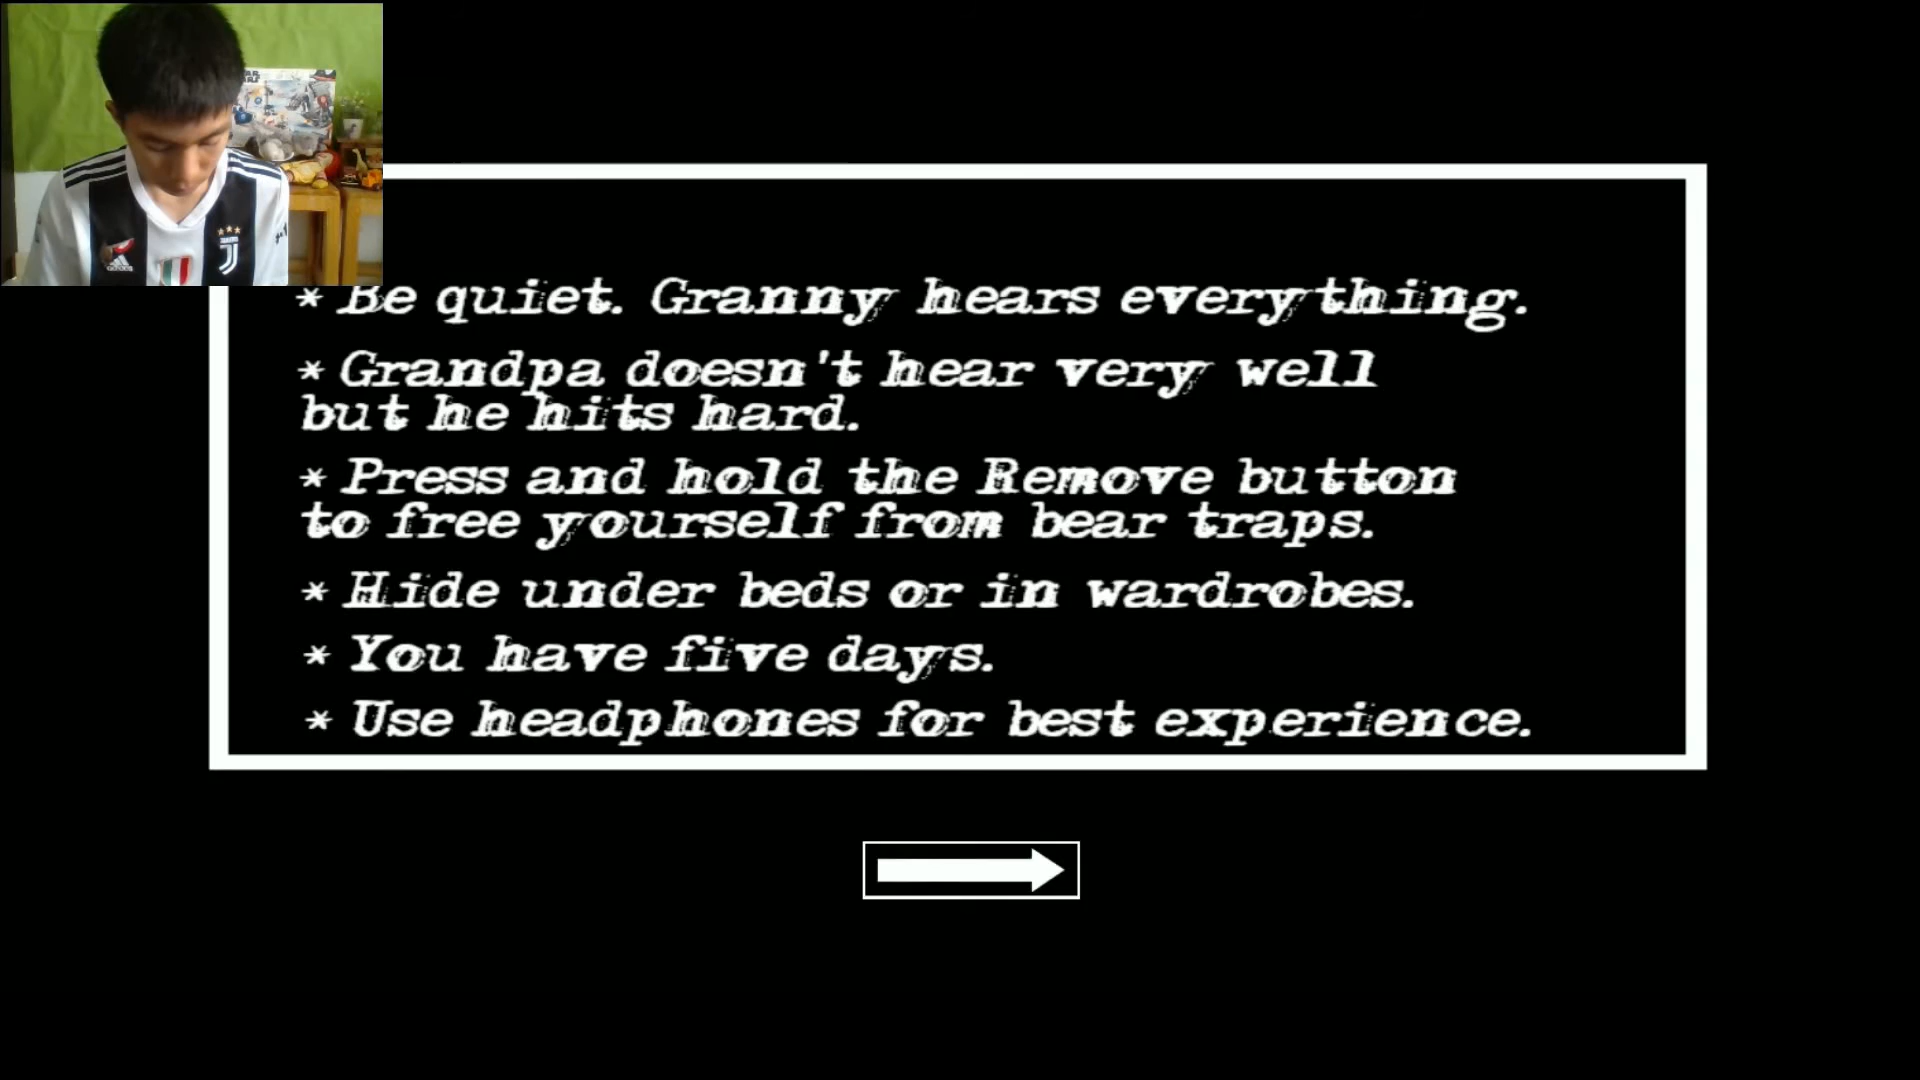 * Be quiet. Granny hears everything.
* Grandpa doesn't hear very well
but he hits hard.
* Press and hold the Remove button
to free yourself from bear traps.
* Hide under beds or in wardrobes.
* You have five days.
* Use headphones for best experience.